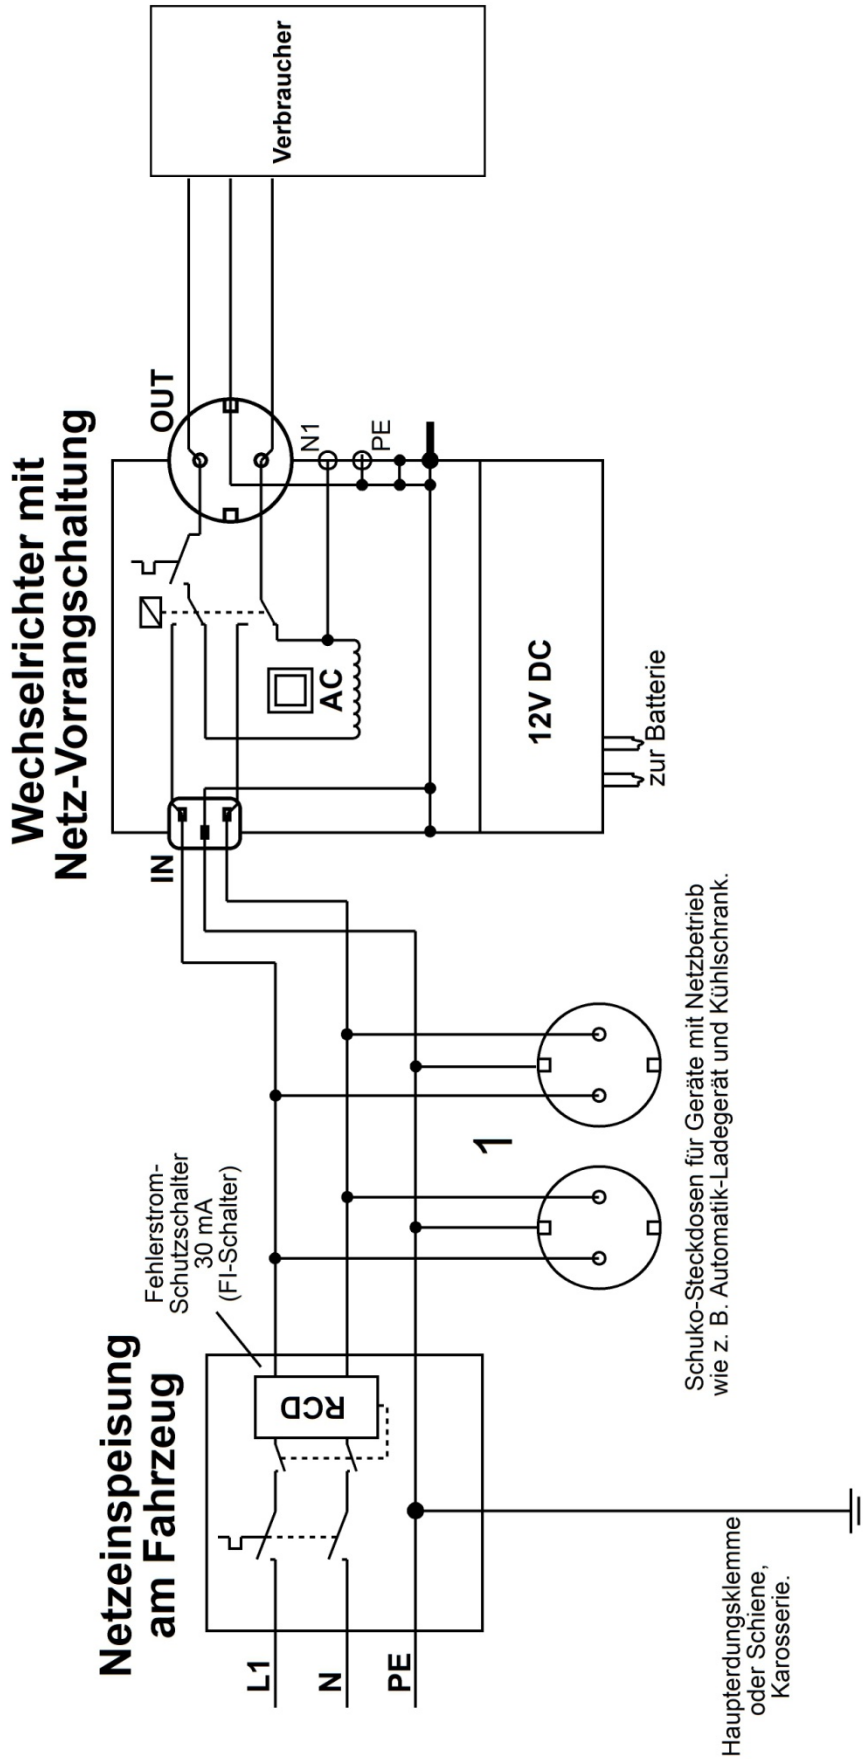 Netzeinspeisung
am Fahrzeug
Fehlerstrom-
Schutzschalter
30 mA
(FI-Schalter)
RCD
L1
N
PE
Haupterdungsklemme
oder Schiene,
Karosserie.
1
Schuko-Steckdosen für Geräte mit Netzbetrieb
wie z. B. Automatik-Ladegerät und Kühlschrank.
Wechselrichter mit
Netz-Vorrangschaltung
IN
OUT
AC
N1
PE
12V DC
zur Batterie
Verbraucher